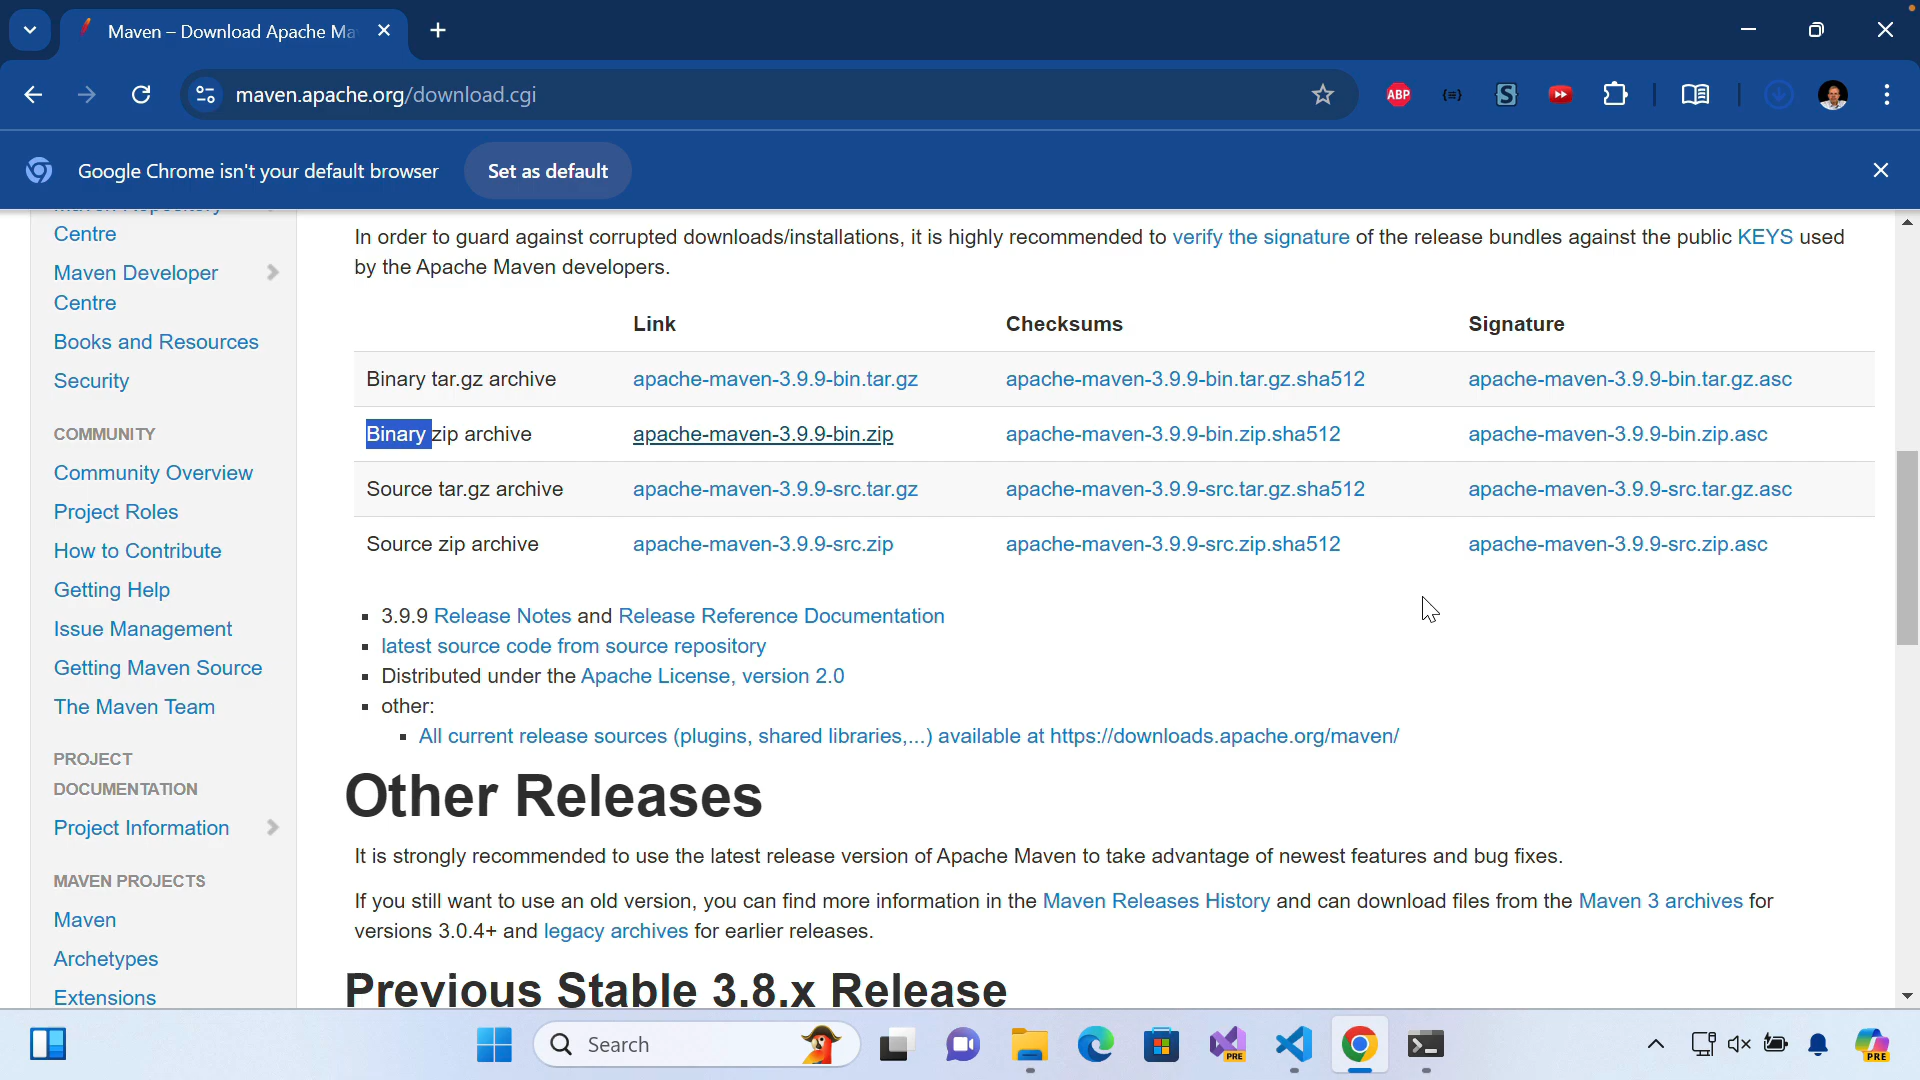 Maven – Download Apache Ma
maven.apache.org/download.cgi
ABP
Google Chrome isn't your default browser
Set as default
Centre
Maven Developer
Centre
Books and Resources
Security
COMMUNITY
Community Overview
Project Roles
How to Contribute
Getting Help
Issue Management
Getting Maven Source
The Maven Team
PROJECT
DOCUMENTATION
Project Information
MAVEN PROJECTS
Maven
Archetypes
Extensions
In order to guard against corrupted downloads/installations, it is highly recommended to verify the signature of the release bundles against the public KEYS used
by the Apache Maven developers.
Link Checksums Signature
Binary tar.gz archive apache-maven-3.9.9-bin.tar.gz apache-maven-3.9.9-bin.tar.gz.sha512 apache-maven-3.9.9-bin.tar.gz.asc
Binary zip archive apache-maven-3.9.9-bin.zip apache-maven-3.9.9-bin.zip.sha512 apache-maven-3.9.9-bin.zip.asc
Source tar.gz archive apache-maven-3.9.9-src.tar.gz apache-maven-3.9.9-src.tar.gz.sha512 apache-maven-3.9.9-src.tar.gz.asc
Source zip archive apache-maven-3.9.9-src.zip apache-maven-3.9.9-src.zip.sha512 apache-maven-3.9.9-src.zip.asc
3.9.9 Release Notes and Release Reference Documentation
latest source code from source repository
Distributed under the Apache License, version 2.0
other:
All current release sources (plugins, shared libraries,...) available at https://downloads.apache.org/maven/
Other Releases
It is strongly recommended to use the latest release version of Apache Maven to take advantage of newest features and bug fixes.
If you still want to use an old version, you can find more information in the Maven Releases History and can download files from the Maven 3 archives for
versions 3.0.4+ and legacy archives for earlier releases.
Previous Stable 3.8.x Release
Search
PRE
PRE